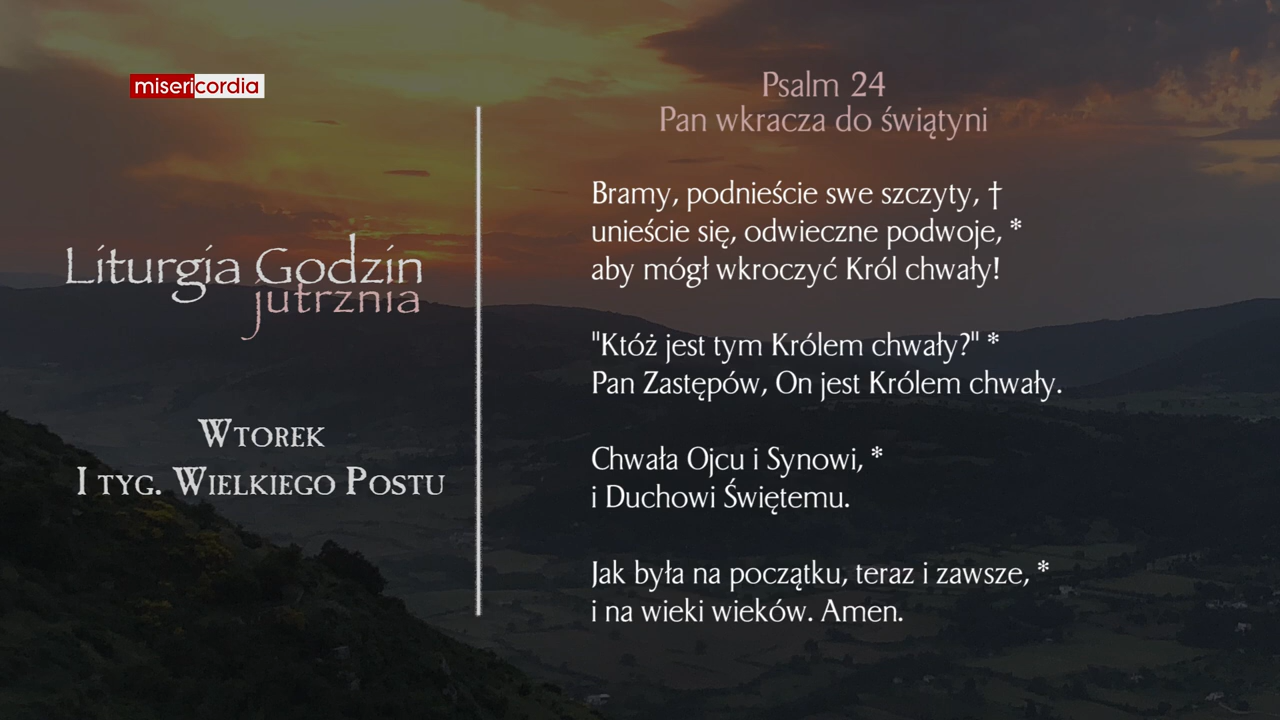 misericordia
Liturgia Godzin
jutrznia
Wtorek
I tyg. Wielkiego Postu
Psalm 24
Pan wkracza do świątyni
Bramy, podnieście swe szczyty, †
unieście się, odwieczne podwoje, *
aby mógł wkroczyć Król chwały!
"Któż jest tym Królem chwały?" *
Pan Zastępów, On jest Królem chwały.
Chwała Ojcu i Synowi, *
i Duchowi Świętemu.
Jak była na początku, teraz i zawsze, *
i na wieki wieków. Amen.